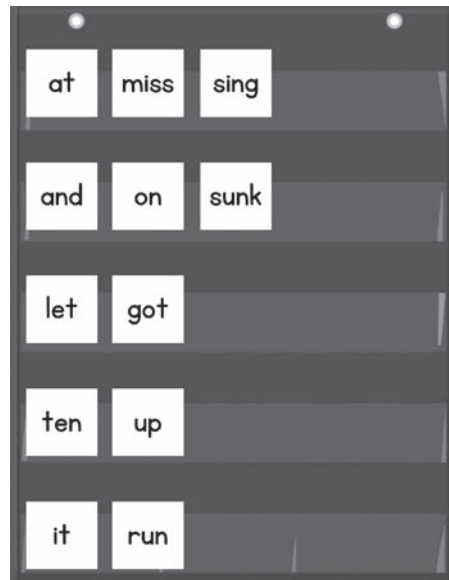 at miss sing
and on sunk
let got
ten up
it run